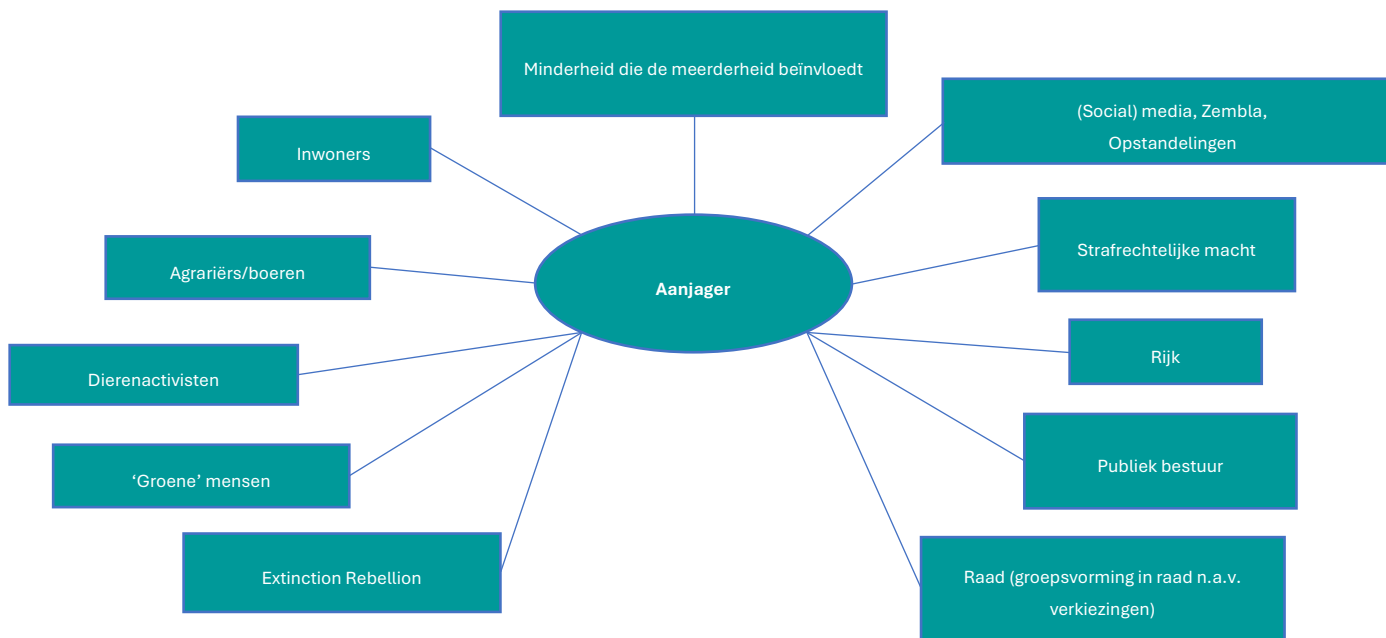 Minderheid die de meerderheid beïnvloedt
(Social) media, Zembla,
Opstandelingen
Inwoners
Strafrechtelijke macht
Agrariërs/boeren
Aanjager
Rijk
Dierenactivisten
Publiek bestuur
‘Groene’ mensen
Extinction Rebellion
Raad (groepsvorming in raad n.a.v.
verkiezingen)